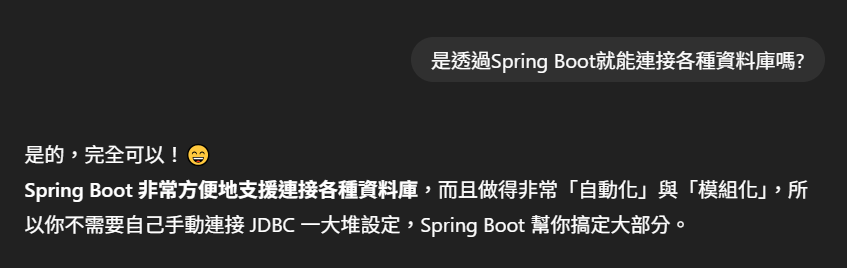 是透過Spring Boot就能連接各種資料庫嗎?
是的，完全可以！😄
Spring Boot 非常方便地支援連接各種資料庫，而且做得非常「自動化」與「模組化」，所
以你不需要自己手動連接 JDBC 一大堆設定，Spring Boot 幫你搞定大部分。